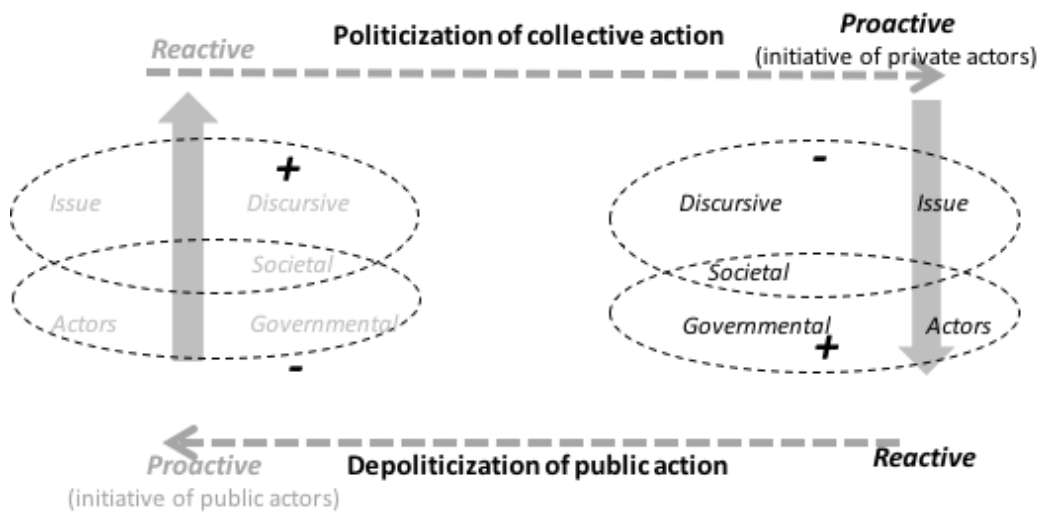 Reactive
Politicization of collective action
Proactive
(initiative of private actors)
+
-
Issue
Discursive
Discursive
Issue
Societal
Societal
Actors
Governmental
Governmental
Actors
-
+
Proactive
(initiative of public actors)
Depoliticization of public action
Reactive